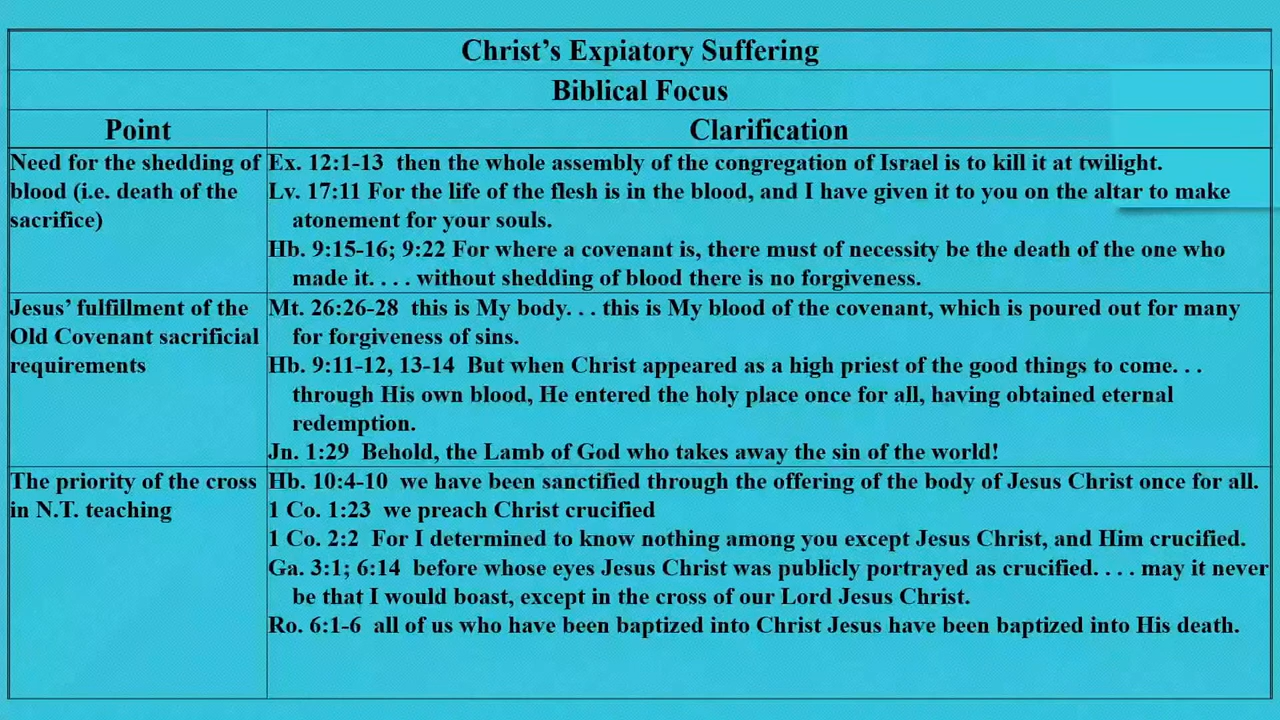 Christ’s Expiatory Suffering
Biblical Focus
Point
Clarification
Need for the shedding of
blood (i.e. death of the
sacrifice)
Ex. 12:1-13 then the whole assembly of the congregation of Israel is to kill it at twilight.
Lv. 17:11 For the life of the flesh is in the blood, and I have given it to you on the altar to make
atonement for your souls.
Hb. 9:15-16; 9:22 For where a covenant is, there must of necessity be the death of the one who
made it. . . . without shedding of blood there is no forgiveness.
Jesus’ fulfillment of the
Old Covenant sacrificial
requirements
Mt. 26:26-28 this is My body. . . this is My blood of the covenant, which is poured out for many
for forgiveness of sins.
Hb. 9:11-12, 13-14 But when Christ appeared as a high priest of the good things to come. . .
through His own blood, He entered the holy place once for all, having obtained eternal
redemption.
Jn. 1:29 Behold, the Lamb of God who takes away the sin of the world!
The priority of the cross
in N.T. teaching
Hb. 10:4-10 we have been sanctified through the offering of the body of Jesus Christ once for all.
1 Co. 1:23 we preach Christ crucified
1 Co. 2:2 For I determined to know nothing among you except Jesus Christ, and Him crucified.
Ga. 3:1; 6:14 before whose eyes Jesus Christ was publicly portrayed as crucified. . . . may it never
be that I would boast, except in the cross of our Lord Jesus Christ.
Ro. 6:1-6 all of us who have been baptized into Christ Jesus have been baptized into His death.